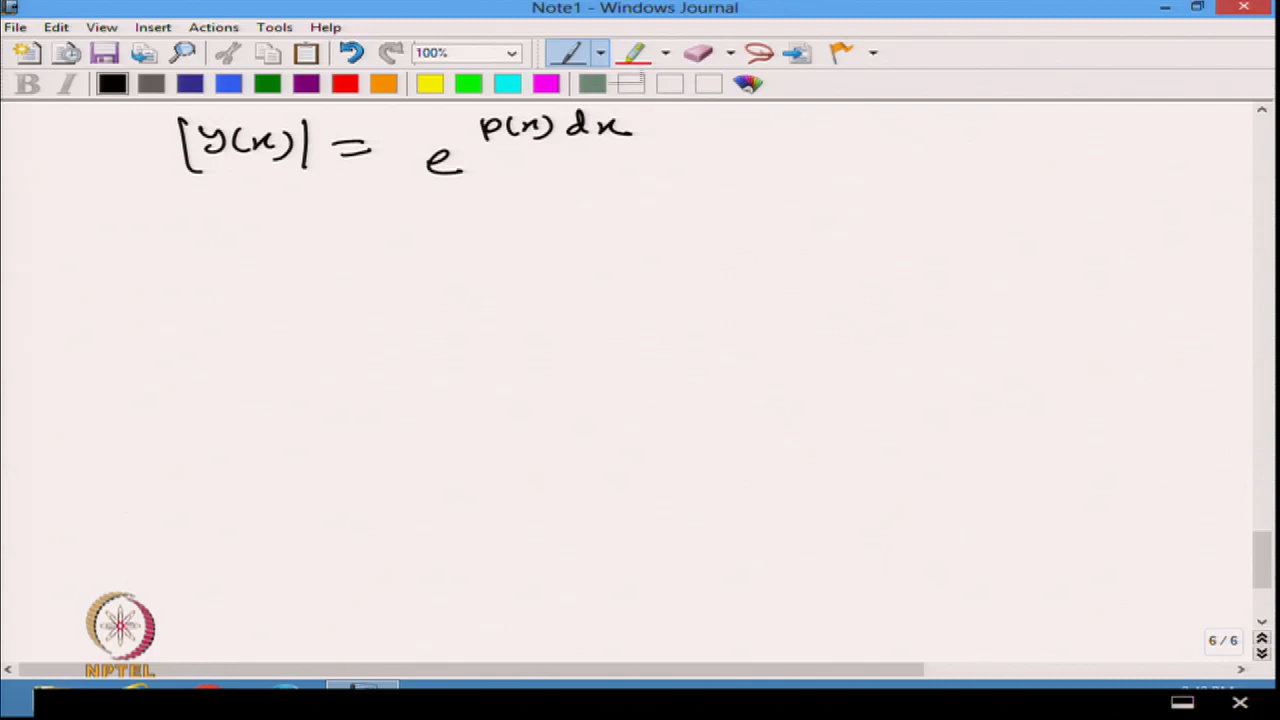 Note1 - Windows Journal
File Edit View Insert Actions Tools Help
100%
B I
|y(x)| = e^{p(x) dx}
6 / 6
NPTEL